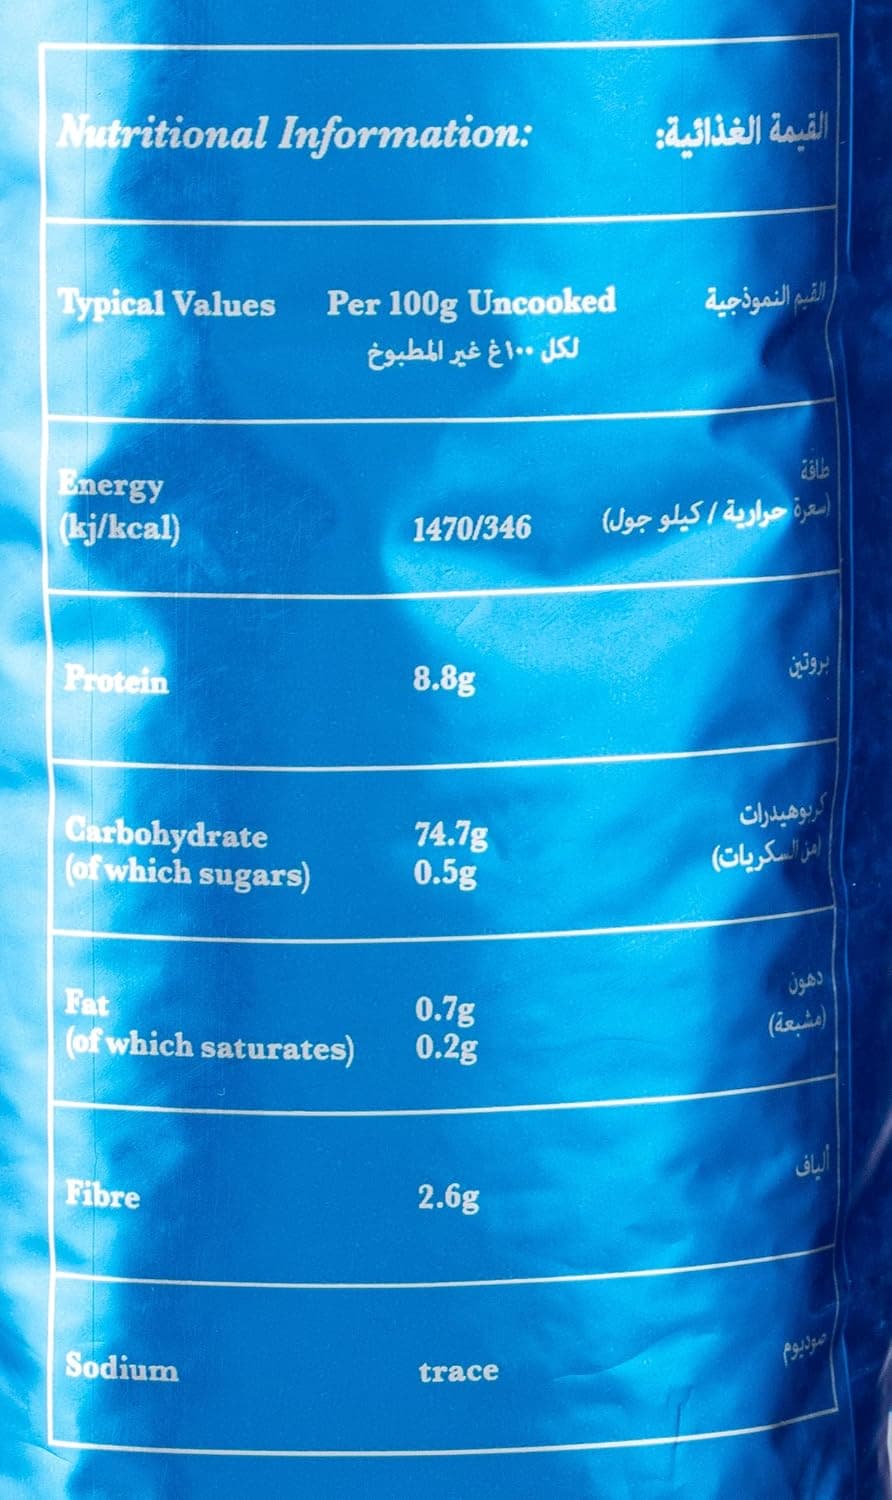 Nutritional Information: القيمة الغذائية:
Typical Values Per 100g Uncooked القيم النموذجية
لكل ١٠٠غ غير المطبوخ
Energy طاقة
(kj/kcal) 1470/346 (سعرة حرارية / كيلو جول)
Protein 8.8g بروتين
Carbohydrate 74.7g كربوهيدرات
(of which sugars) 0.5g (من السكريات)
Fat 0.7g دهون
(of which saturates) 0.2g (مشبعة)
Fibre 2.6g ألياف
Sodium trace صوديوم